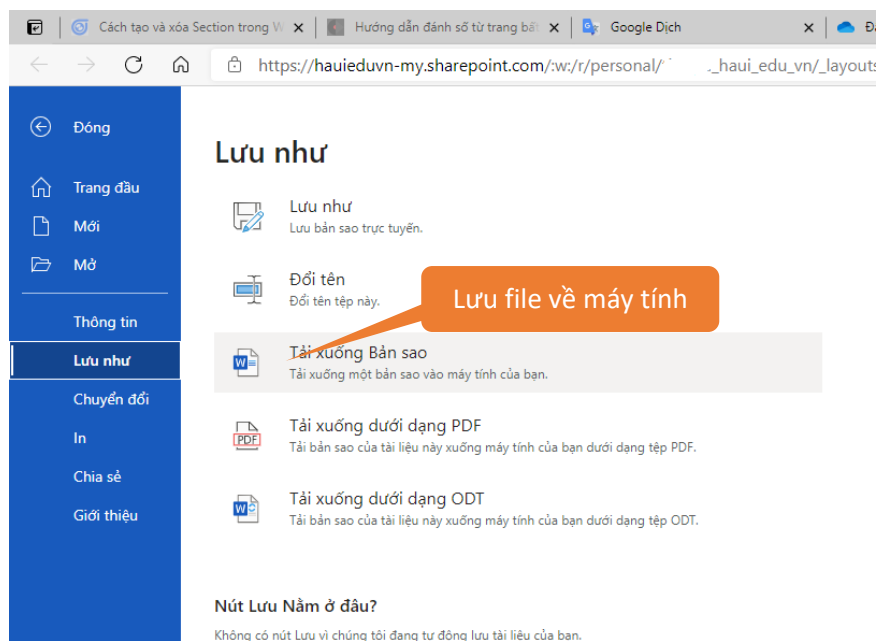 Cách tạo và xóa Section trong W
Hướng dẫn đánh số từ trang bất
Google Dịch
https://hauieduvn-my.sharepoint.com/:w:/r/personal/ _haui_edu_vn/_layouts
Đóng
Trang đầu
Mới
Mở
Thông tin
Lưu như
Chuyển đổi
In
Chia sẻ
Giới thiệu
Lưu như
Lưu như
Lưu bản sao trực tuyến.
Đổi tên
Đổi tên tệp này.
Lưu file về máy tính
Tải xuống Bản sao
Tải xuống một bản sao vào máy tính của bạn.
PDF
Tải xuống dưới dạng PDF
Tải bản sao của tài liệu này xuống máy tính của bạn dưới dạng tệp PDF.
Tải xuống dưới dạng ODT
Tải bản sao của tài liệu này xuống máy tính của bạn dưới dạng tệp ODT.
Nút Lưu Nằm ở đâu?
Không có nút Lưu vì chúng tôi đang tự động lưu tài liệu của bạn.